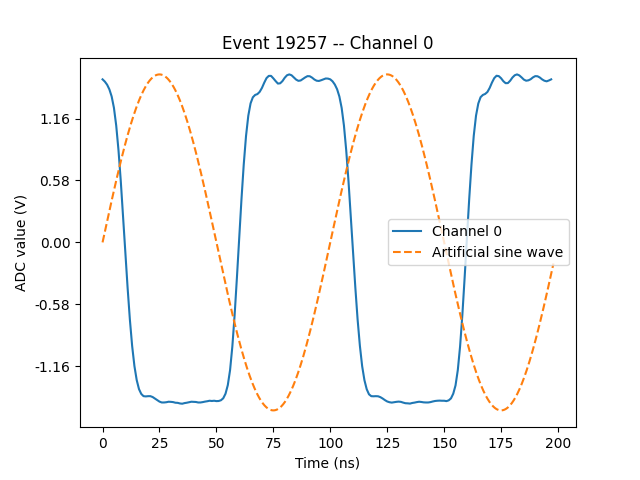 Event 19257 -- Channel 0
ADC value (V)
1.16
0.58
0.00
-0.58
-1.16
Channel 0
Artificial sine wave
0 25 50 75 100 125 150 175 200
Time (ns)